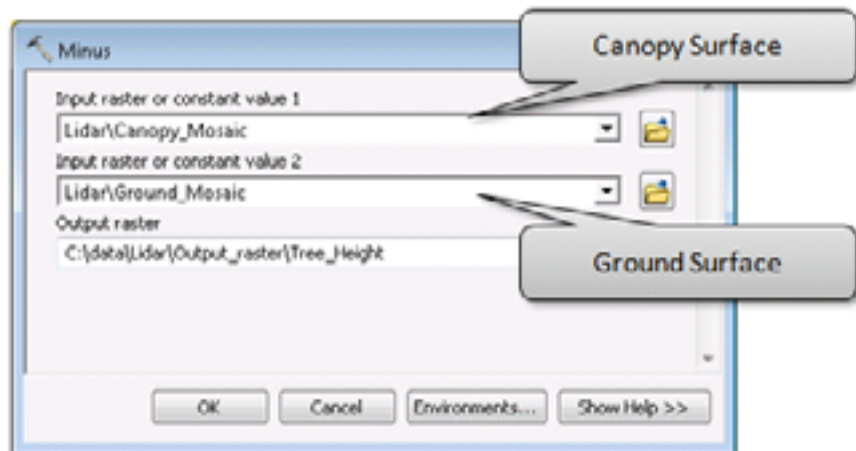 Minus
Canopy Surface
Input raster or constant value 1
Lidar\Canopy_Mosaic
Input raster or constant value 2
Lidar\Ground_Mosaic
Output raster
C:\data\Lidar\Output_raster\Tree_Height
Ground Surface
OK
Cancel
Environments...
Show Help >>